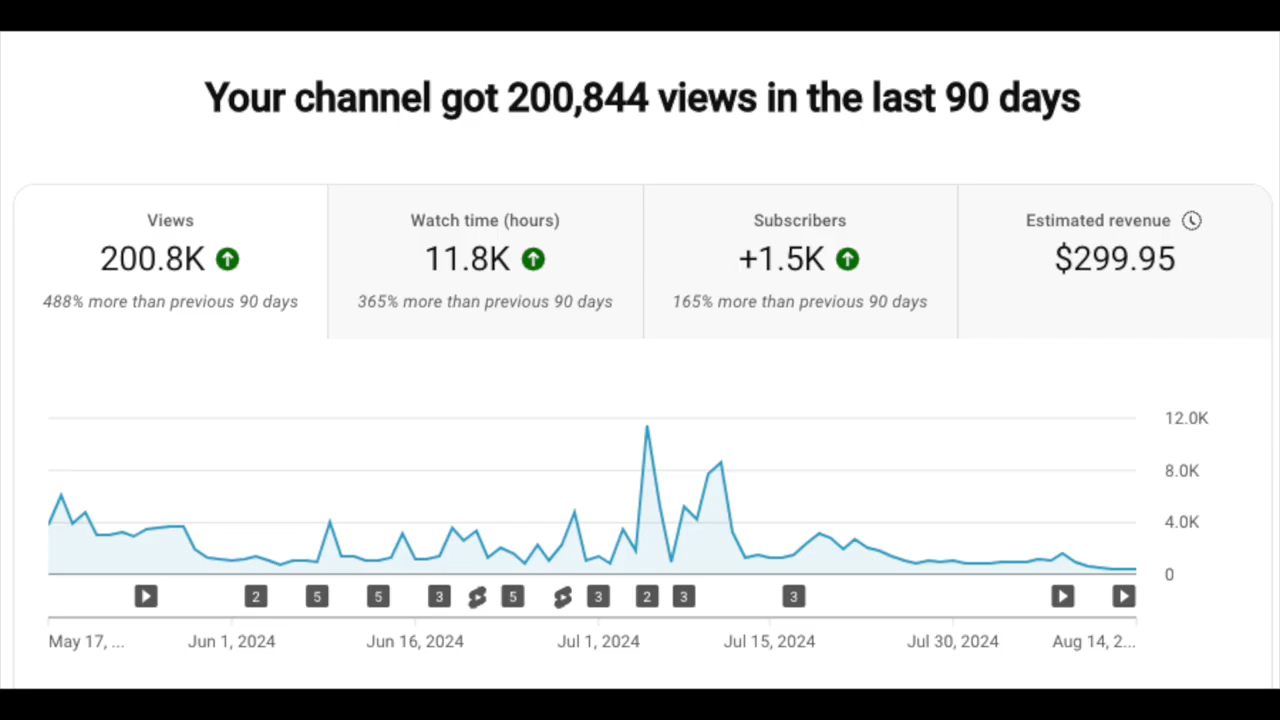 Your channel got 200,844 views in the last 90 days
Views
200.8K
488% more than previous 90 days
Watch time (hours)
11.8K
365% more than previous 90 days
Subscribers
+1.5K
165% more than previous 90 days
Estimated revenue
$299.95
12.0K
8.0K
4.0K
0
2 5 5 3 5 3 2 3 3
May 17, ... Jun 1, 2024 Jun 16, 2024 Jul 1, 2024 Jul 15, 2024 Jul 30, 2024 Aug 14, 2...